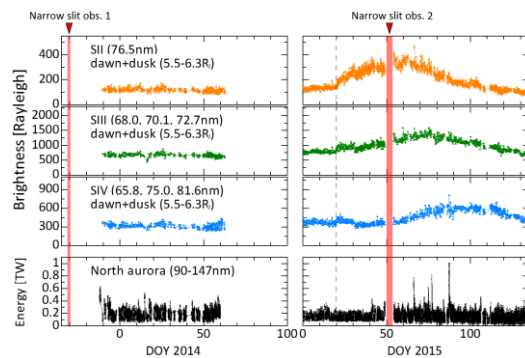 Narrow slit obs. 1
Narrow slit obs. 2
Brightness [Rayleigh]
Energy [TW]
400
200
0
SII (76.5nm)
dawn+dusk (5.5-6.3R)
2000
1500
1000
500
0
SIII (68.0, 70.1, 72.7nm)
dawn+dusk (5.5-6.3R)
900
600
300
0
SIV (65.8, 75.0, 81.6nm)
dawn+dusk (5.5-6.3R)
1
0.8
0.6
0.4
0.2
0
North aurora (90-147nm)
0 50 100
0 50 100
DOY 2014
DOY 2015